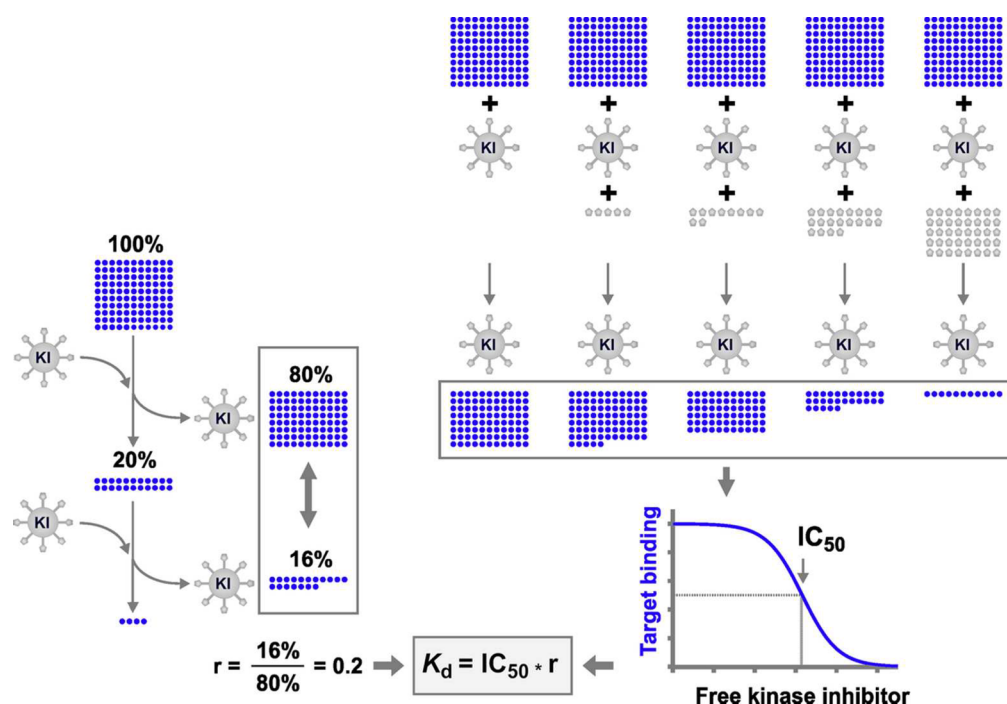 + + + + +
KI KI KI KI KI
+ + + +
100%
KI
KI KI KI KI KI
80%
KI
20%
KI
16%
KI
Target binding
IC50
r = 16% / 80% = 0.2
Kd = IC50 * r
Free kinase inhibitor